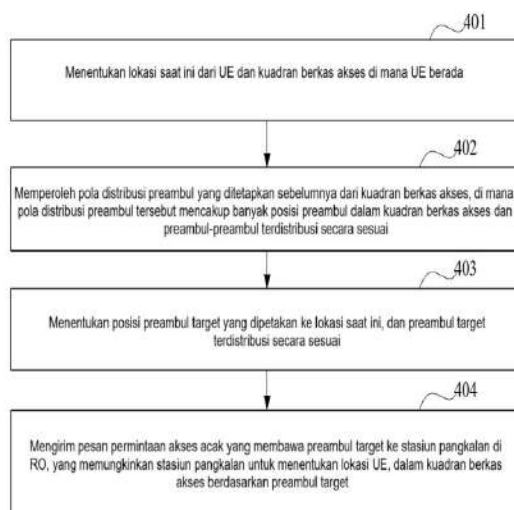 401
Menentukan lokasi saat ini dari UE dan kuadran berkas akses di mana UE berada
402
Memperoleh pola distribusi preambul yang ditetapkan sebelumnya dari kuadran berkas akses, di mana
pola distribusi preambul tersebut mencakup banyak posisi preambul dalam kuadran berkas akses dan
preambul-preambul terdistribusi secara sesuai
403
Menentukan posisi preambul target yang dipetakan ke lokasi saat ini, dan preambul target
terdistribusi secara sesuai
404
Mengirim pesan permintaan akses acak yang membawa preambul target ke stasiun pangkalan di
RO, yang memungkinkan stasiun pangkalan untuk menentukan lokasi UE, dalam kuadran berkas
akses berdasarkan preambul target